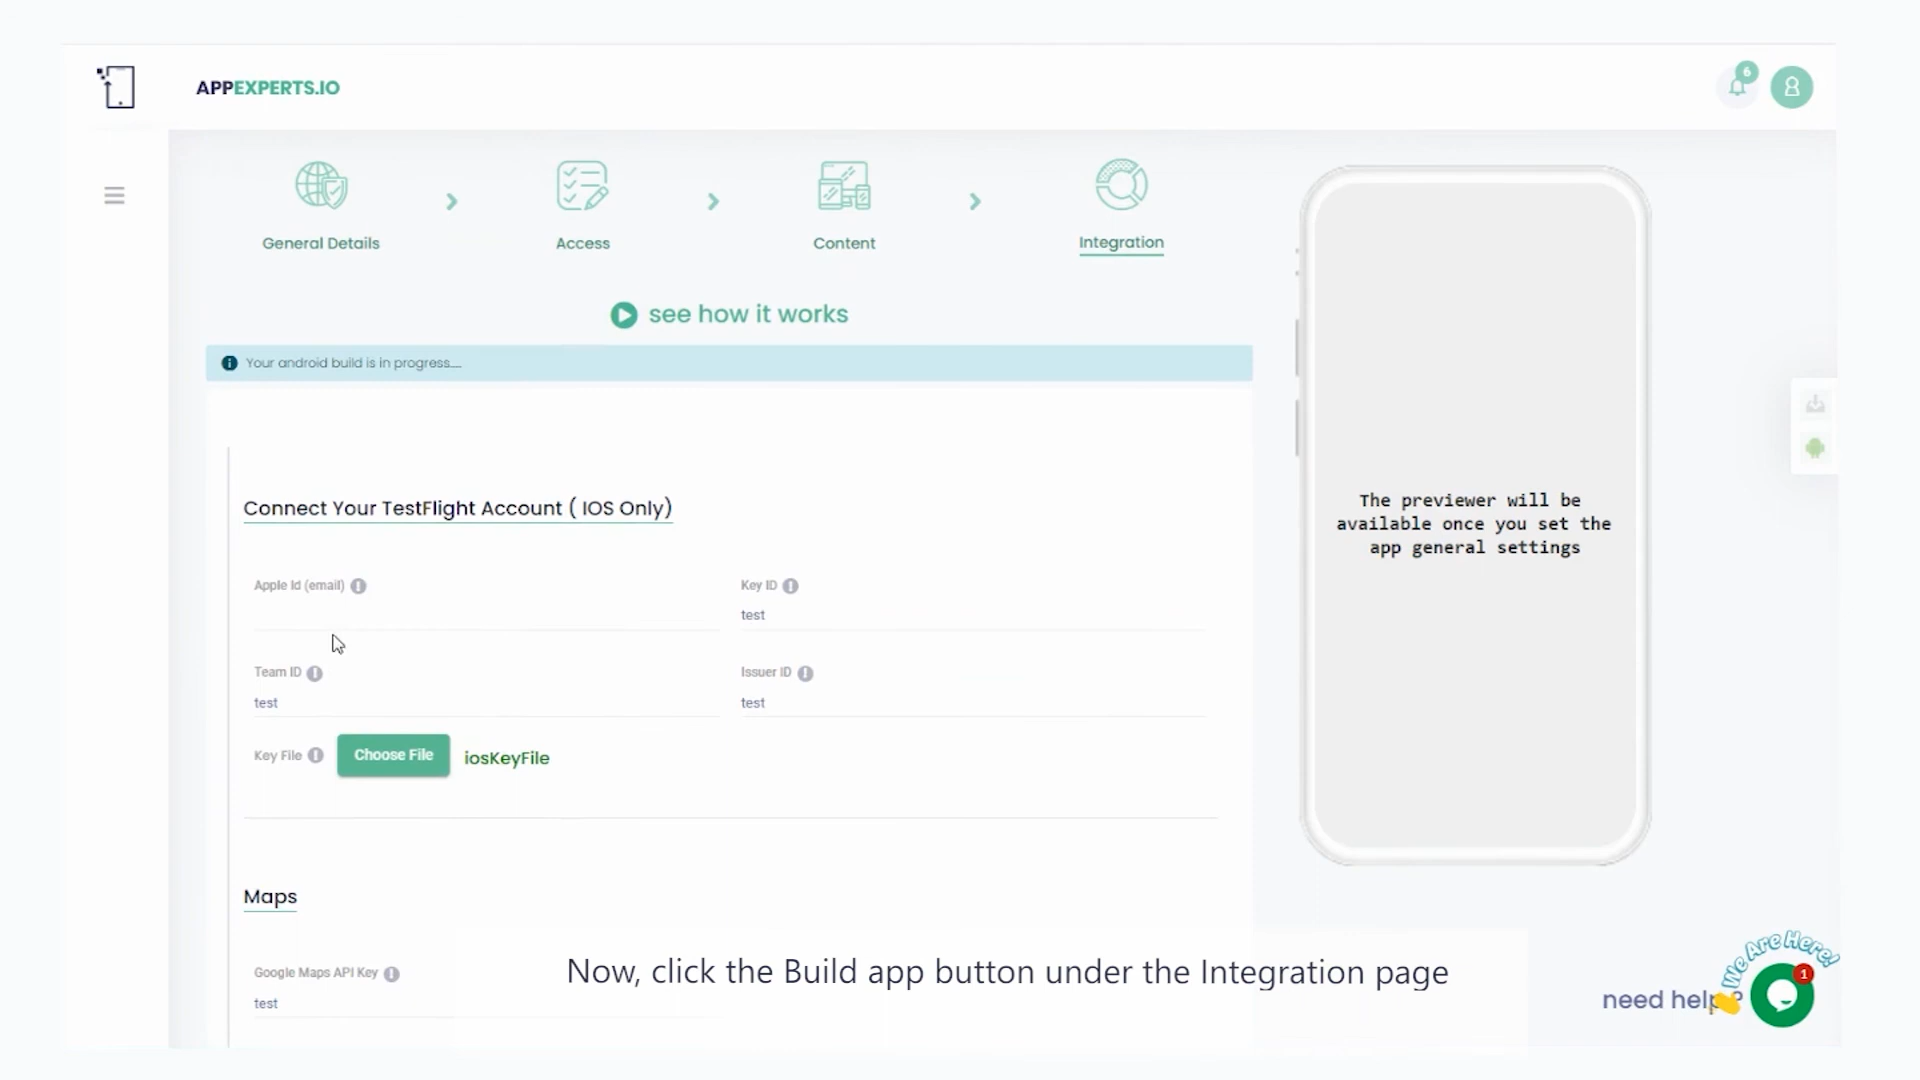 APPEXPERTS.IO
6
General Details
Access
Content
Integration
see how it works
Your android build is in progress....
Connect Your TestFlight Account ( IOS Only)
Apple Id (email)
Key ID
test
Team ID
test
Issuer ID
test
Key File
Choose File
iosKeyFile
Maps
Google Maps API Key
test
The previewer will be
available once you set the
app general settings
Now, click the Build app button under the Integration page
We Are Here!
1
need help?